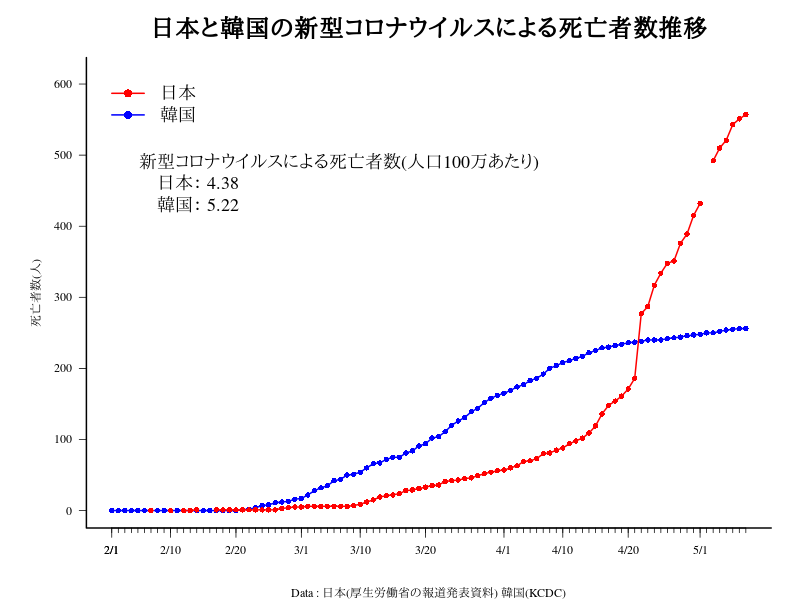 日本と韓国の新型コロナウイルスによる死亡者数推移
日本
韓国
新型コロナウイルスによる死亡者数(人口100万あたり)
日本: 4.38
韓国: 5.22
死亡者数(人)
600
500
400
300
200
100
0
2/1 2/10 2/20 3/1 3/10 3/20 4/1 4/10 4/20 5/1
Data : 日本(厚生労働省の報道発表資料) 韓国(KCDC)